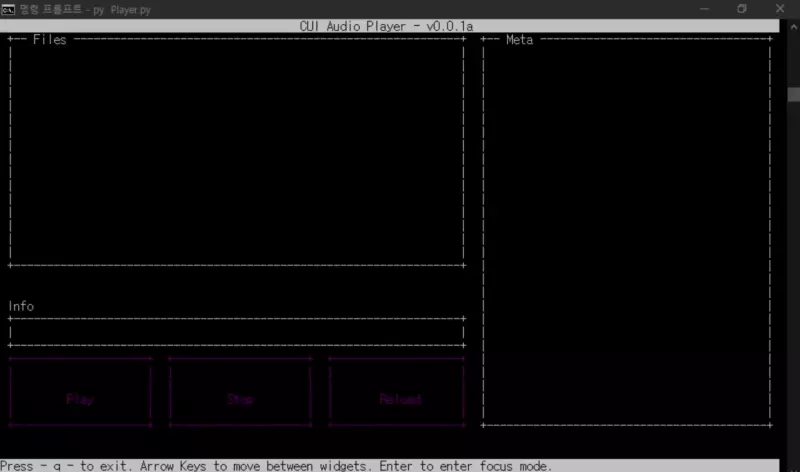 명령 프롬프트 - py Player.py
CUI Audio Player - v0.0.1a
Files
Meta
Info
Play
Stop
Reload
Press - q - to exit. Arrow Keys to move between widgets. Enter to enter focus mode.